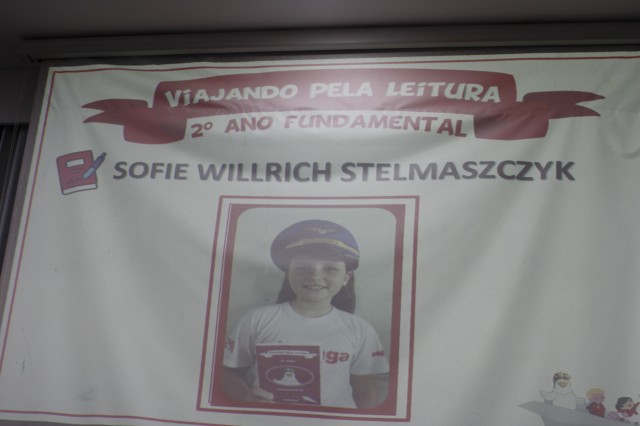 ViAJANDO PELA LEiTURA
2º ANO FUNDAMENTAL
SOFIE WILLRICH STELMASZCZYK